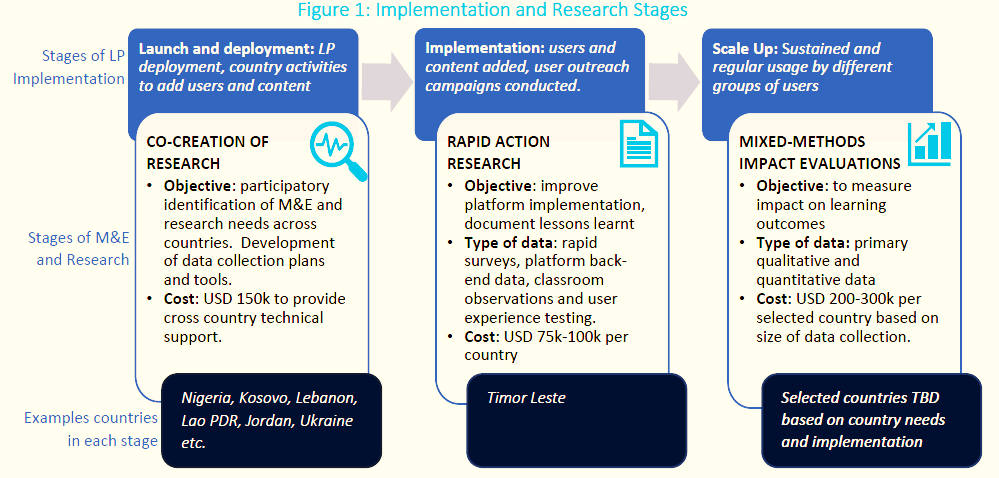 Figure 1: Implementation and Research Stages
Stages of LP
Implementation
Launch and deployment: LP
deployment, country activities
to add users and content
Implementation: users and
content added, user outreach
campaigns conducted.
Scale Up: Sustained and
regular usage by different
groups of users
Stages of M&E
and Research
CO-CREATION OF
RESEARCH
• Objective: participatory
identification of M&E and
research needs across
countries. Development
of data collection plans
and tools.
• Cost: USD 150k to provide
cross country technical
support.
RAPID ACTION
RESEARCH
• Objective: improve
platform implementation,
document lessons learnt
• Type of data: rapid
surveys, platform back-
end data, classroom
observations and user
experience testing.
• Cost: USD 75k-100k per
country
MIXED-METHODS
IMPACT EVALUATIONS
• Objective: to measure
impact on learning
outcomes
• Type of data: primary
qualitative and
quantitative data
• Cost: USD 200-300k per
selected country based on
size of data collection.
Examples countries
in each stage
Nigeria, Kosovo, Lebanon,
Lao PDR, Jordan, Ukraine
etc.
Timor Leste
Selected countries TBD
based on country needs
and implementation